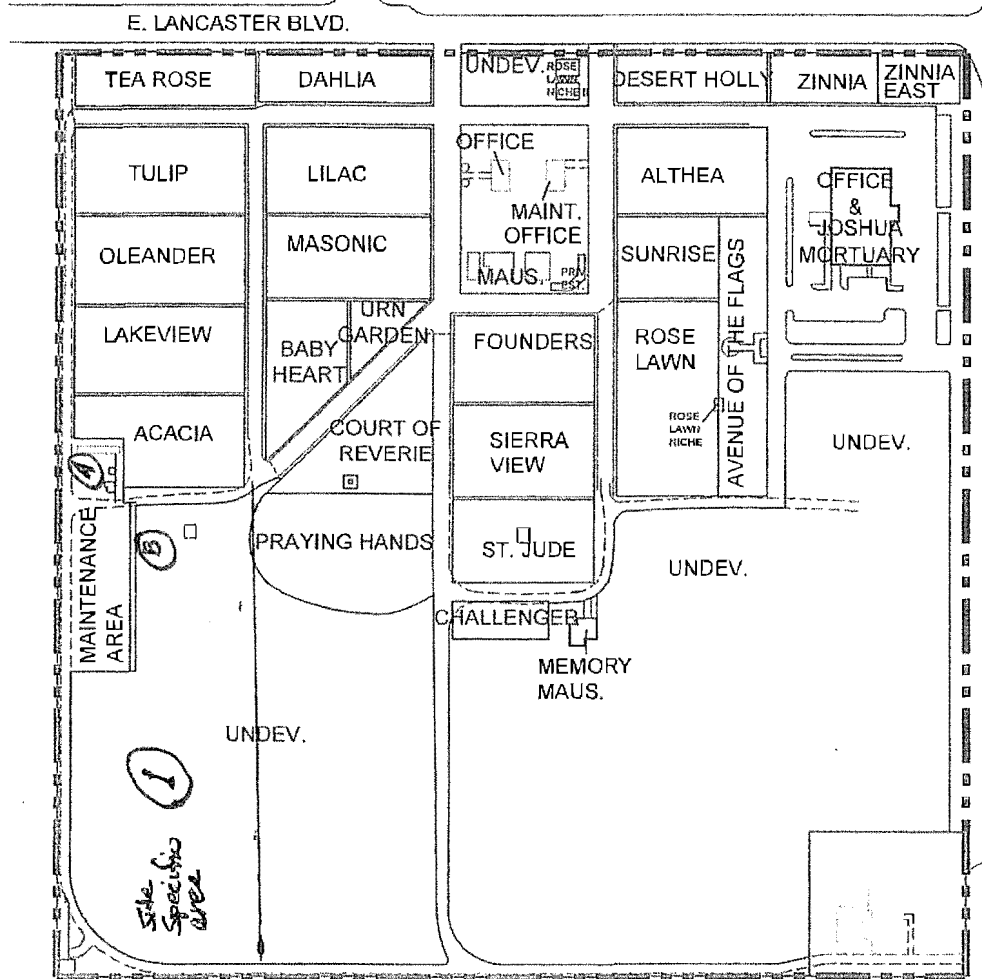 E. LANCASTER BLVD.
TEA ROSE
DAHLIA
UNDEV.
ROSE
LAWN
NICHE II
DESERT HOLLY
ZINNIA
ZINNIA
EAST
TULIP
LILAC
OFFICE
MAINT.
OFFICE
ALTHEA
OFFICE
&
JOSHUA
MORTUARY
OLEANDER
MASONIC
MAUS.
PRIV
EST.
SUNRISE
AVENUE OF THE FLAGS
LAKEVIEW
BABY
HEART
URN
GARDEN
FOUNDERS
ROSE
LAWN
ROSE
LAWN
NICHE
ACACIA
COURT OF
REVERIE
SIERRA
VIEW
UNDEV.
A
B
MAINTENANCE
AREA
PRAYING HANDS
ST. JUDE
UNDEV.
CHALLENGER
MEMORY
MAUS.
UNDEV.
1
Site
Specific
area